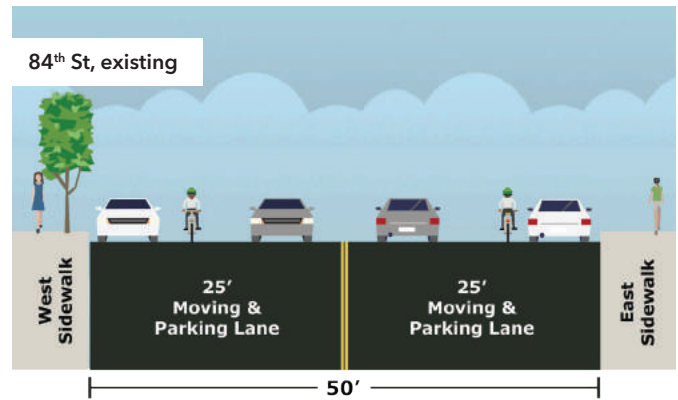 84th St, existing
West
Sidewalk
25′
Moving &
Parking Lane
25′
Moving &
Parking Lane
East
Sidewalk
50′